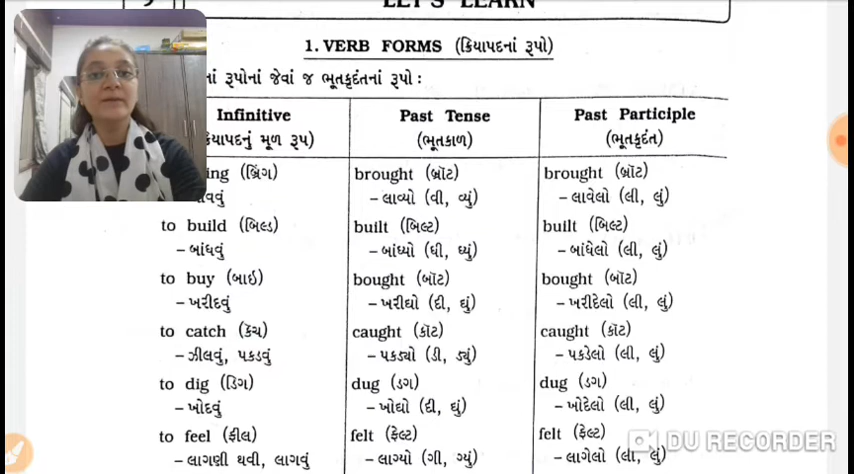 LET'S LEARN
1. VERB FORMS (ક્રિયાપદનાં રૂપો)
રૂપોનાં જેવાં જ ભૂતકૃદંતનાં રૂપો :
Infinitive Past Tense Past Participle
ક્રિયાપદનું મૂળ રૂપ) (ભૂતકાળ) (ભૂતકૃદંત)
(બ્રિંગ) brought (બ્રૉટ) brought (બ્રૉટ)
– લાવ્યો (વી, વ્યું) – લાવેલો (લી, લું)
to build (બિલ્ડ) built (બિલ્ટ) built (બિલ્ટ)
– બાંધવું – બાંધ્યો (ધી, ધ્યું) – બાંધેલો (લી, લું)
to buy (બાઇ) bought (બૉટ) bought (બૉટ)
– ખરીદવું – ખરીદ્યો (દી, દ્યું) – ખરીદેલો (લી, લું)
to catch (કૅચ) caught (કૉટ) caught (કૉટ)
– ઝીલવું, પકડવું – પકડ્યો (ડી, ડ્યું) – પકડેલો (લી, લું)
to dig (ડિગ) dug (ડગ) dug (ડગ)
– ખોદવું – ખોદ્યો (દી, દ્યું) – ખોદેલો (લી, લું)
to feel (ફીલ) felt (ફેલ્ટ) felt (ફેલ્ટ)
– લાગણી થવી, લાગવું – લાગ્યો (ગી, ગ્યું) – લાગેલો (લી, લું)
DU RECORDER